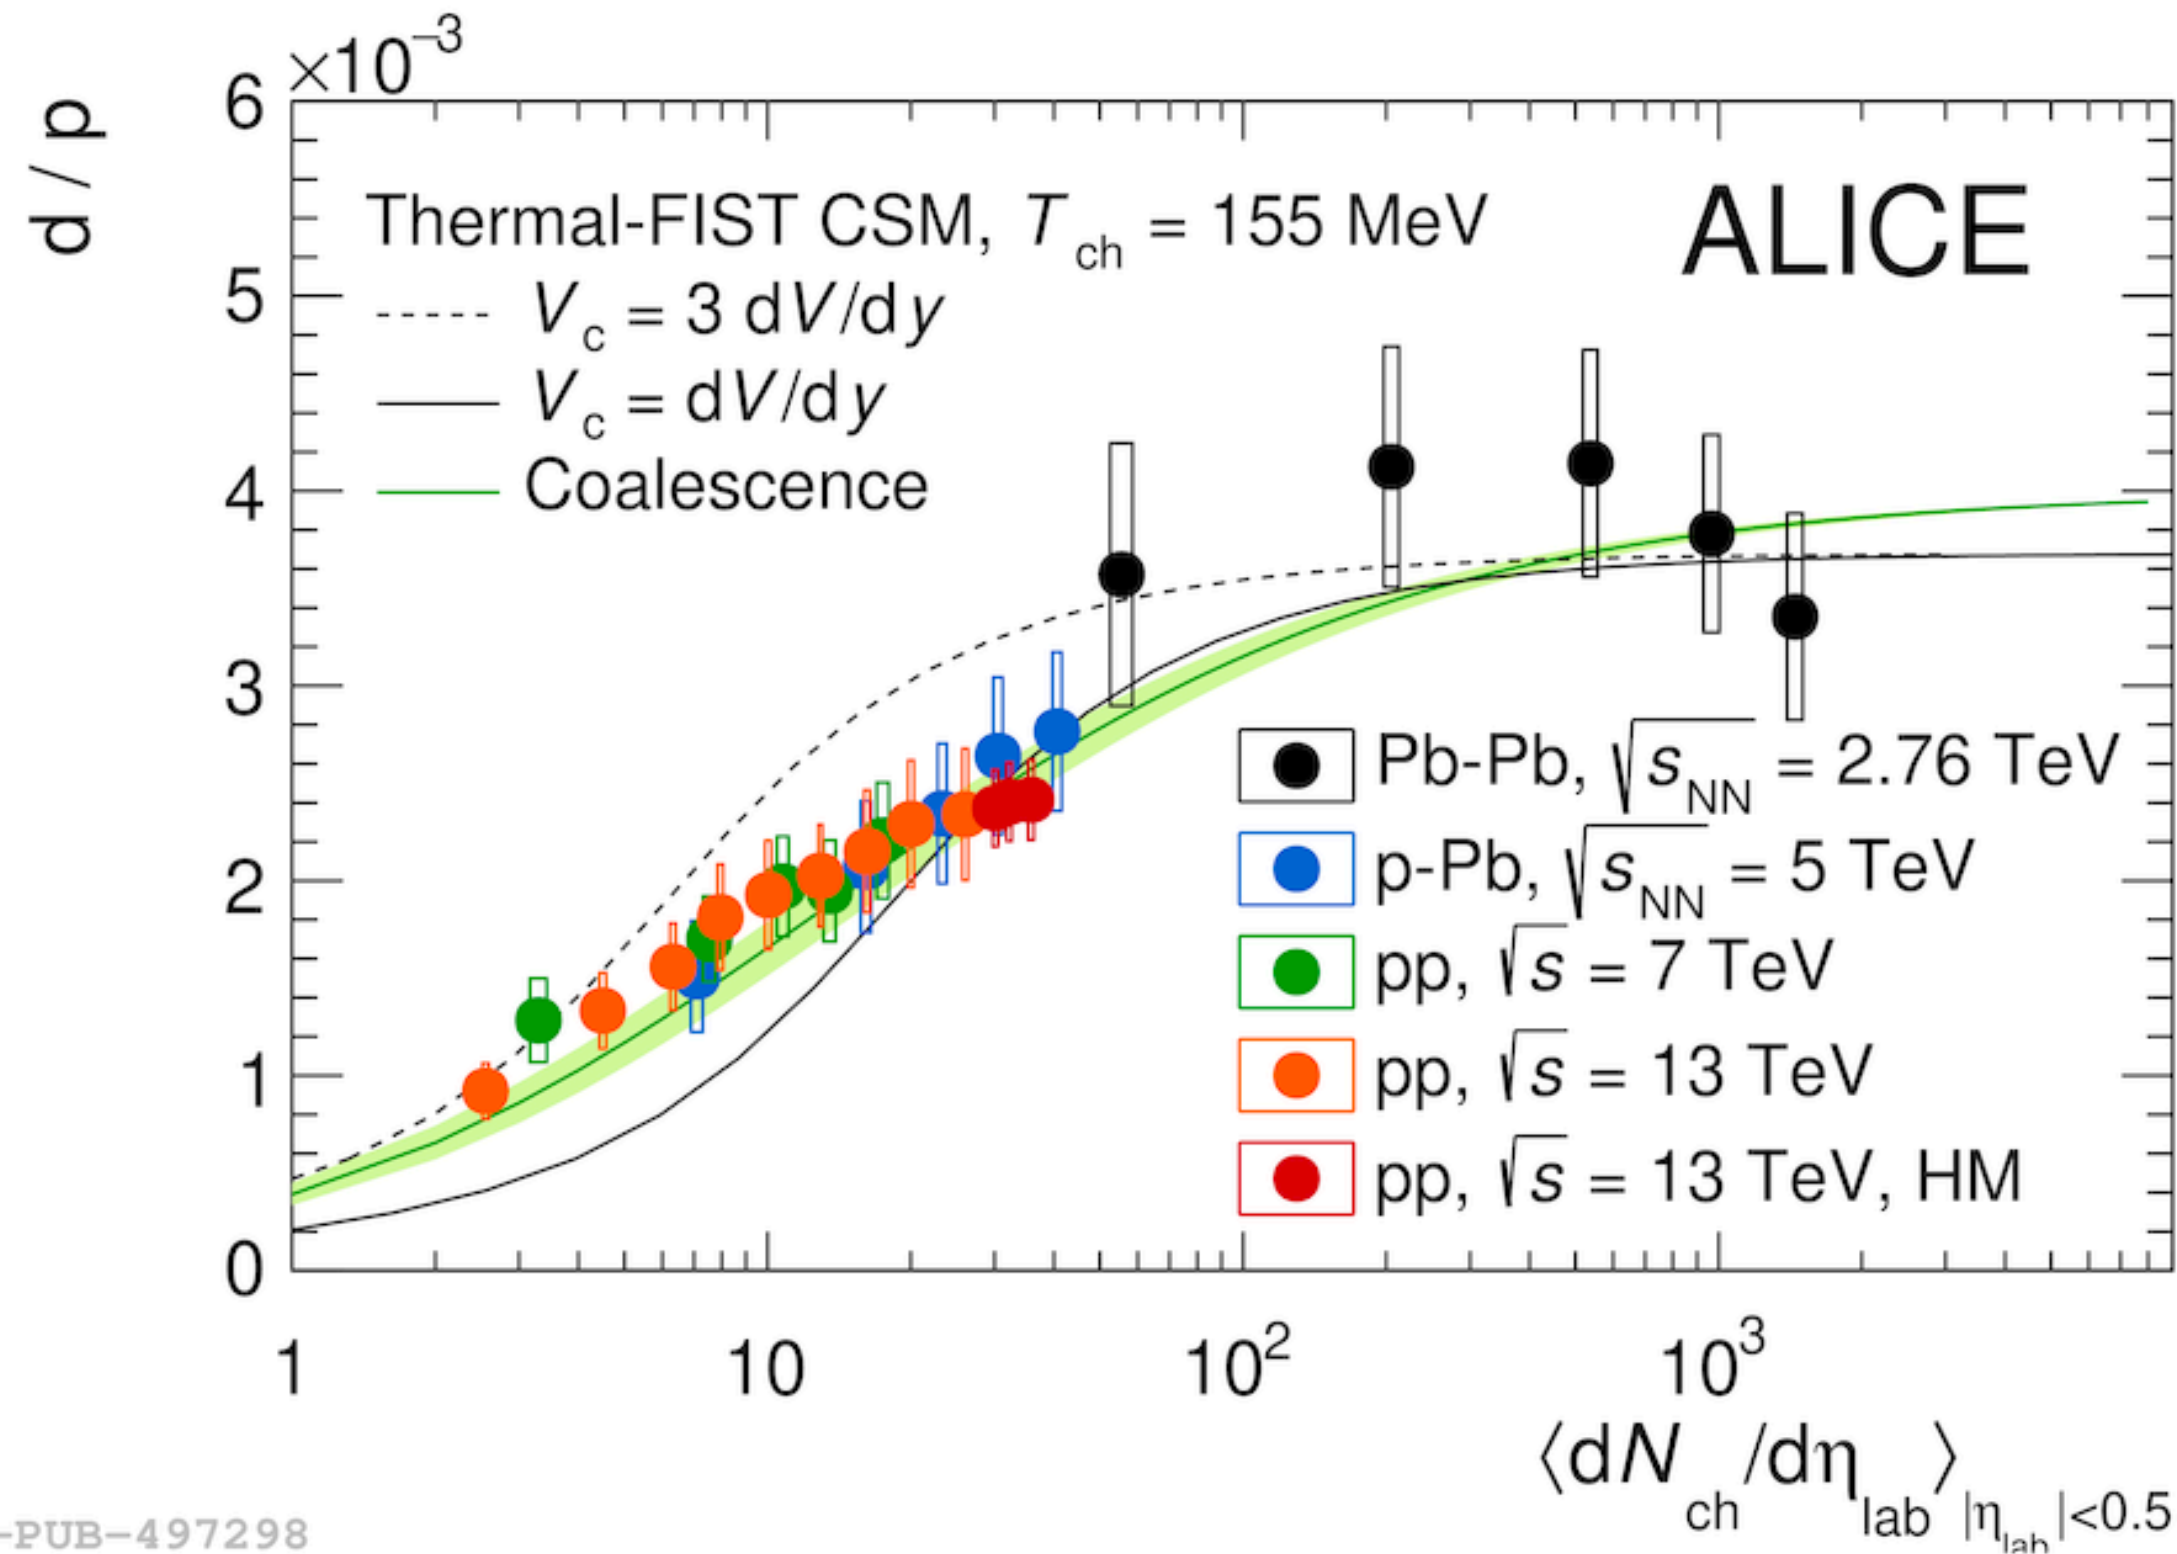 ×10⁻³
d / p
6
5
4
3
2
1
0
Thermal-FIST CSM, T_ch = 155 MeV
V_c = 3 dV/dy
V_c = dV/dy
Coalescence
ALICE
Pb-Pb, √s_NN = 2.76 TeV
p-Pb, √s_NN = 5 TeV
pp, √s = 7 TeV
pp, √s = 13 TeV
pp, √s = 13 TeV, HM
1 10 10² 10³
⟨dN_ch/dη_lab⟩_|η_lab|<0.5
-PUB-497298